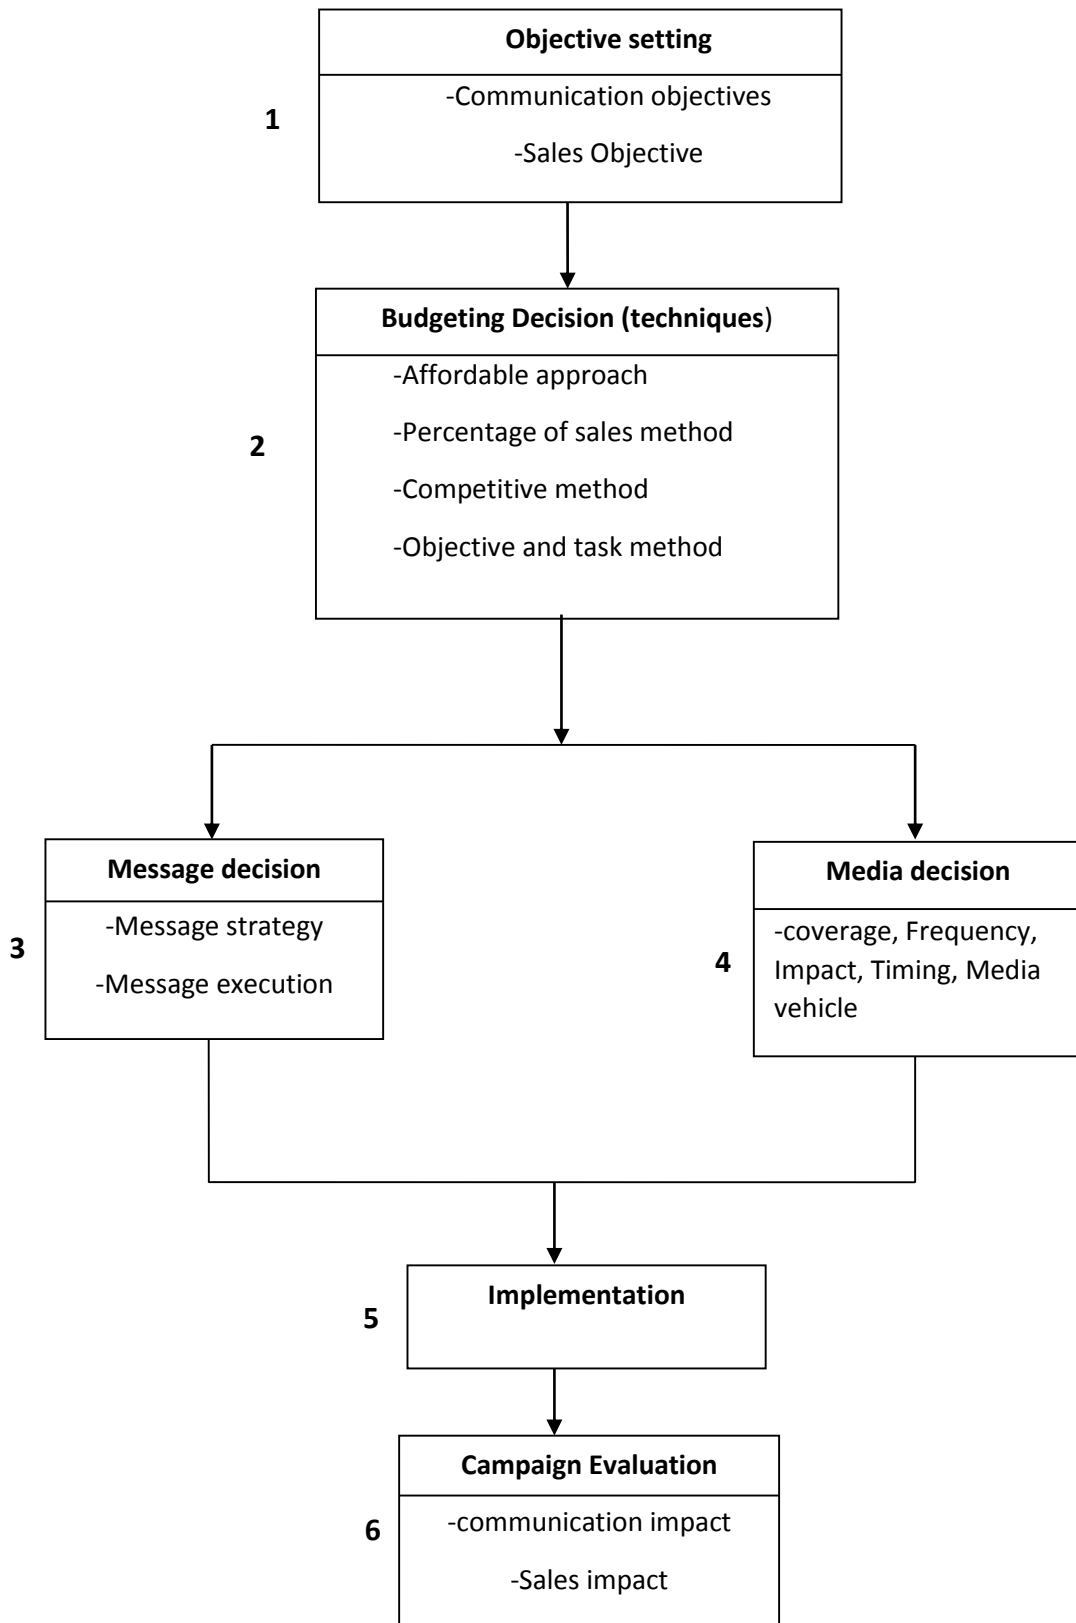 Objective setting
1
-Communication objectives
-Sales Objective
Budgeting Decision (techniques)
2
-Affordable approach
-Percentage of sales method
-Competitive method
-Objective and task method
Message decision
3
-Message strategy
-Message execution
Media decision
4
-coverage, Frequency,
Impact, Timing, Media
vehicle
5
Implementation
Campaign Evaluation
6
-communication impact
-Sales impact